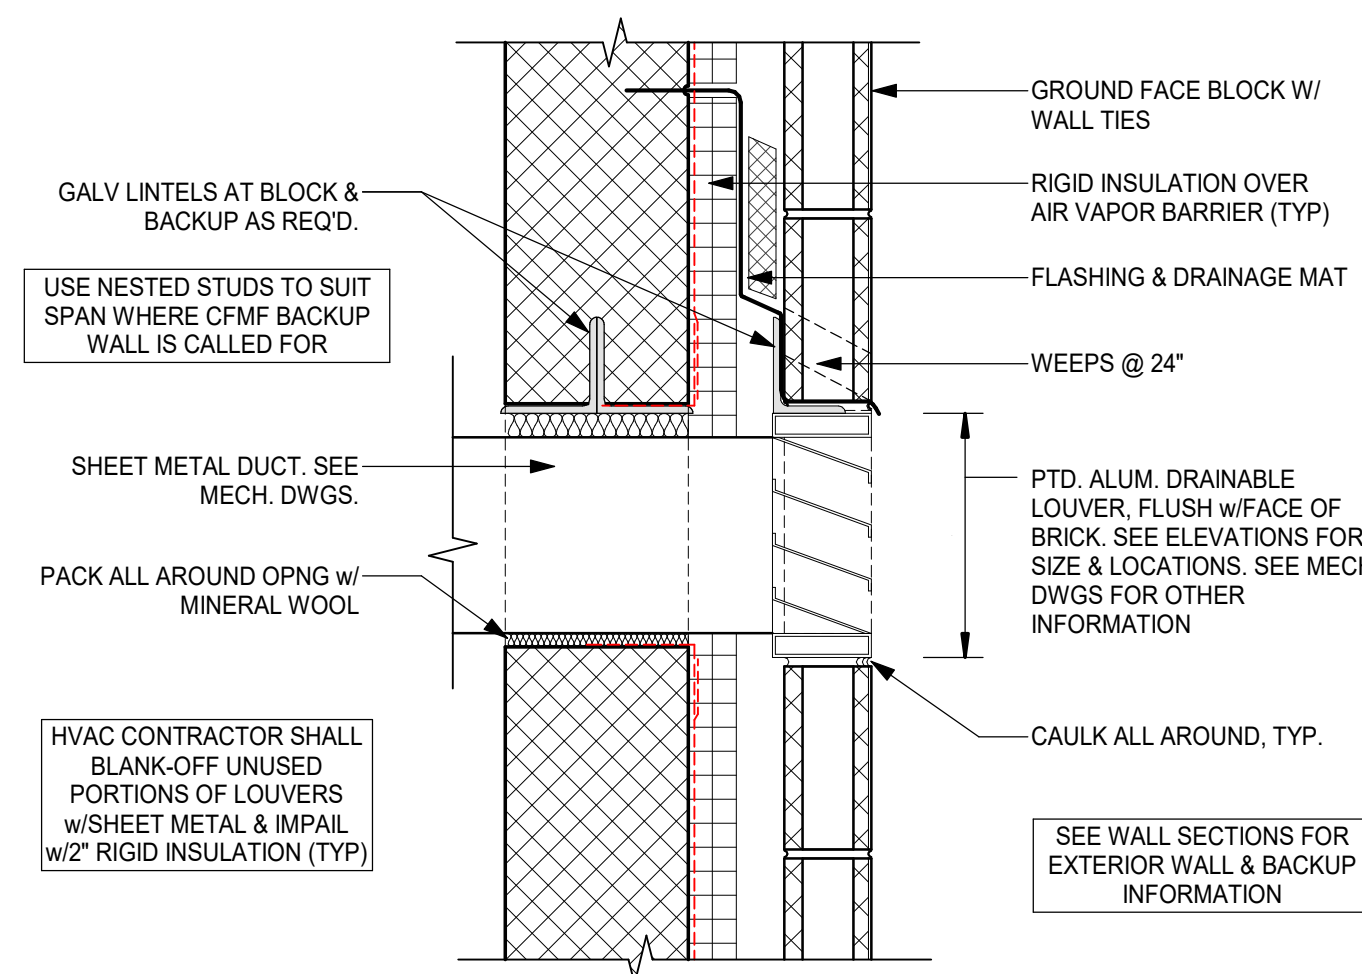 GALV LINTELS AT BLOCK &
BACKUP AS REQ'D.
USE NESTED STUDS TO SUIT
SPAN WHERE CFMF BACKUP
WALL IS CALLED FOR
SHEET METAL DUCT. SEE
MECH. DWGS.
PACK ALL AROUND OPNG w/
MINERAL WOOL
HVAC CONTRACTOR SHALL
BLANK-OFF UNUSED
PORTIONS OF LOUVERS
w/SHEET METAL & IMPAIL
w/2" RIGID INSULATION (TYP)
GROUND FACE BLOCK W/
WALL TIES
RIGID INSULATION OVER
AIR VAPOR BARRIER (TYP)
FLASHING & DRAINAGE MAT
WEEPS @ 24"
PTD. ALUM. DRAINABLE
LOUVER, FLUSH w/FACE OF
BRICK. SEE ELEVATIONS FOR
SIZE & LOCATIONS. SEE MECH
DWGS FOR OTHER
INFORMATION
CAULK ALL AROUND, TYP.
SEE WALL SECTIONS FOR
EXTERIOR WALL & BACKUP
INFORMATION